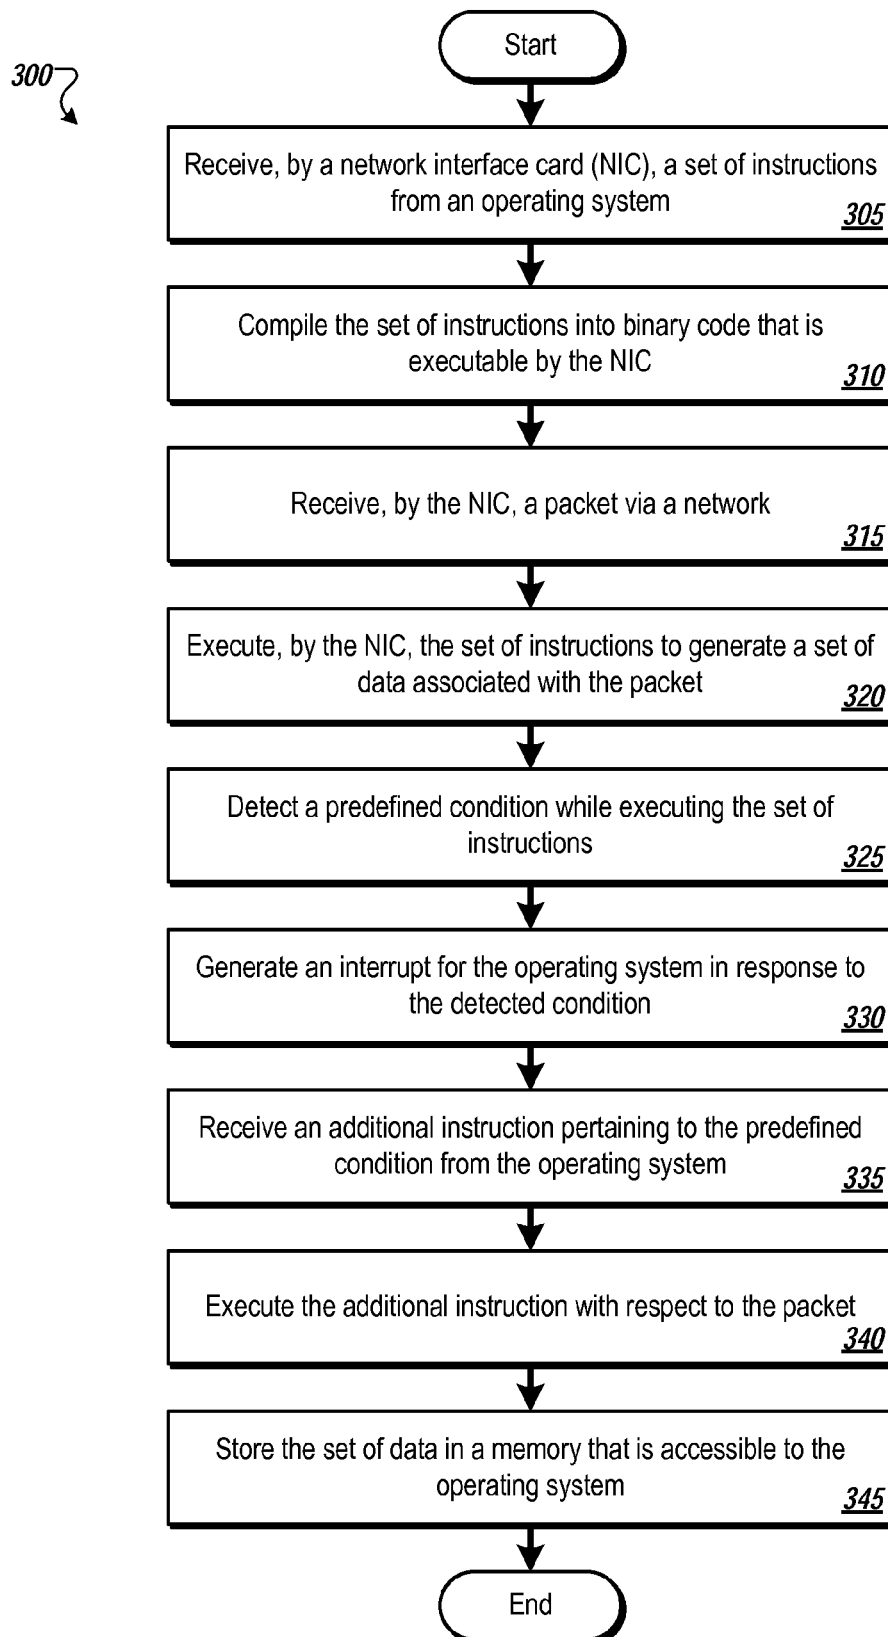 Start
300
Receive, by a network interface card (NIC), a set of instructions
from an operating system
305
Compile the set of instructions into binary code that is
executable by the NIC
310
Receive, by the NIC, a packet via a network
315
Execute, by the NIC, the set of instructions to generate a set of
data associated with the packet
320
Detect a predefined condition while executing the set of
instructions
325
Generate an interrupt for the operating system in response to
the detected condition
330
Receive an additional instruction pertaining to the predefined
condition from the operating system
335
Execute the additional instruction with respect to the packet
340
Store the set of data in a memory that is accessible to the
operating system
345
End